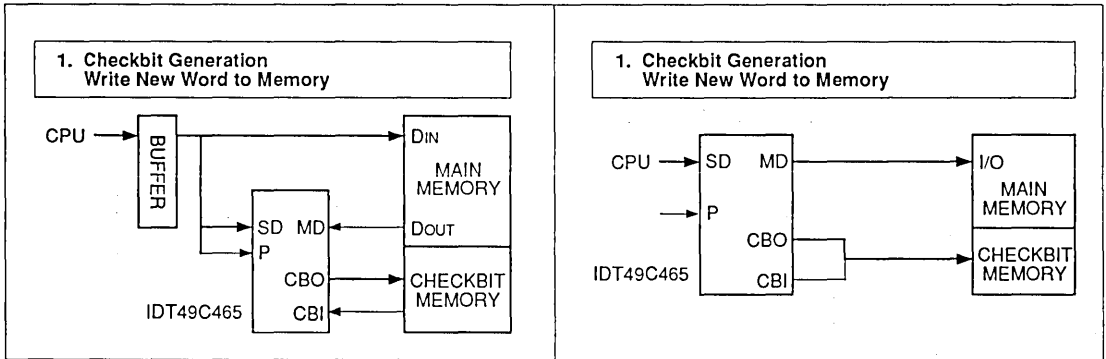 1. Checkbit Generation
Write New Word to Memory
CPU
BUFFER
DIN
MAIN
MEMORY
SD MD
DOUT
P
CBO
CHECKBIT
MEMORY
IDT49C465
CBI
1. Checkbit Generation
Write New Word to Memory
CPU
SD MD
I/O
MAIN
MEMORY
P
CBO
CHECKBIT
MEMORY
IDT49C465
CBI